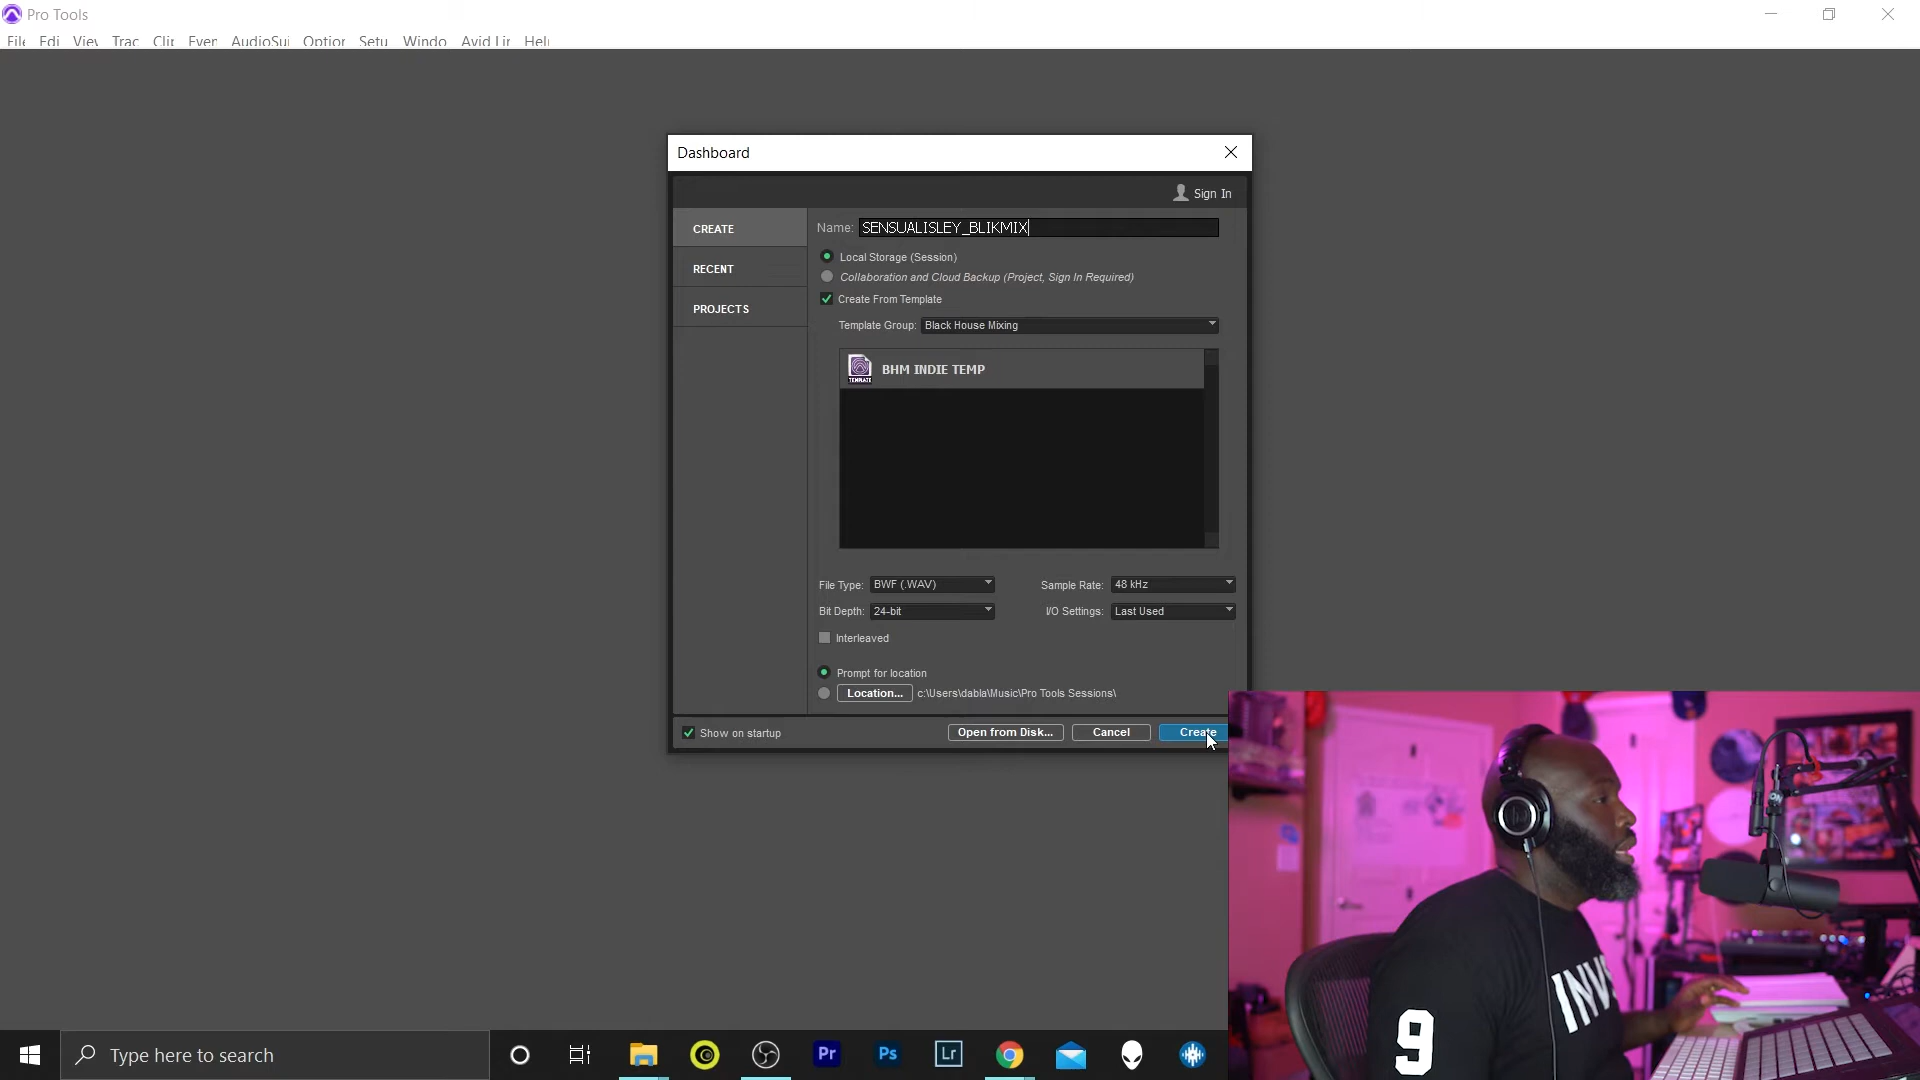 Pro Tools
File Edi View Trac Clip Even AudioSui Option Setu Windo Avid Lin Help
Dashboard
Sign In
CREATE
RECENT
PROJECTS
Name: SENSUALISLEY_BLIKMIX
Local Storage (Session)
Collaboration and Cloud Backup (Project, Sign In Required)
Create From Template
Template Group: Black House Mixing
TEMPLATE
BHM INDIE TEMP
File Type: BWF (.WAV)
Sample Rate: 48 kHz
Bit Depth: 24-bit
I/O Settings: Last Used
Interleaved
Prompt for location
Location... c:\Users\dabla\Music\Pro Tools Sessions\
Show on startup
Open from Disk...
Cancel
Create
INVS
9
Type here to search
Pr
Ps
Lr